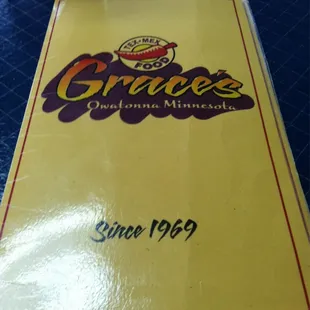 TEX-MEX
FOOD
Grace's
Owatonna Minnesota
Since 1969